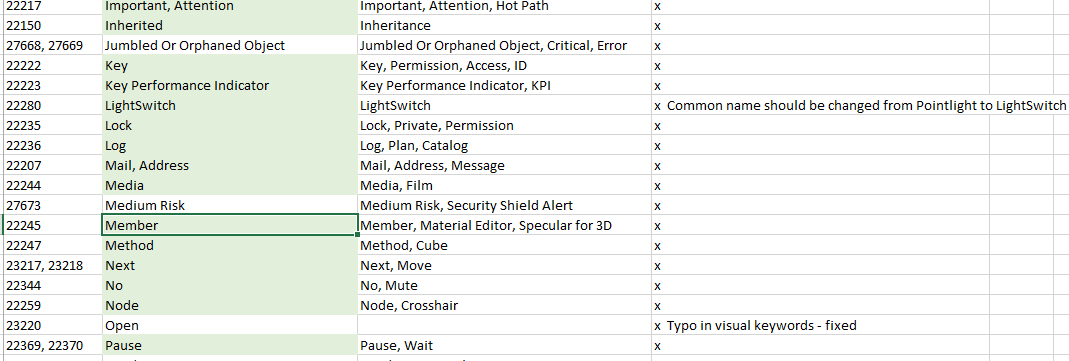 22217 Important, Attention Important, Attention, Hot Path x
22150 Inherited Inheritance x
27668, 27669 Jumbled Or Orphaned Object Jumbled Or Orphaned Object, Critical, Error x
22222 Key Key, Permission, Access, ID x
22223 Key Performance Indicator Key Performance Indicator, KPI x
22280 LightSwitch LightSwitch x Common name should be changed from Pointlight to LightSwitch
22235 Lock Lock, Private, Permission x
22236 Log Log, Plan, Catalog x
22207 Mail, Address Mail, Address, Message x
22244 Media Media, Film x
27673 Medium Risk Medium Risk, Security Shield Alert x
22245 Member Member, Material Editor, Specular for 3D x
22247 Method Method, Cube x
23217, 23218 Next Next, Move x
22344 No No, Mute x
22259 Node Node, Crosshair x
23220 Open x Typo in visual keywords - fixed
22369, 22370 Pause Pause, Wait x